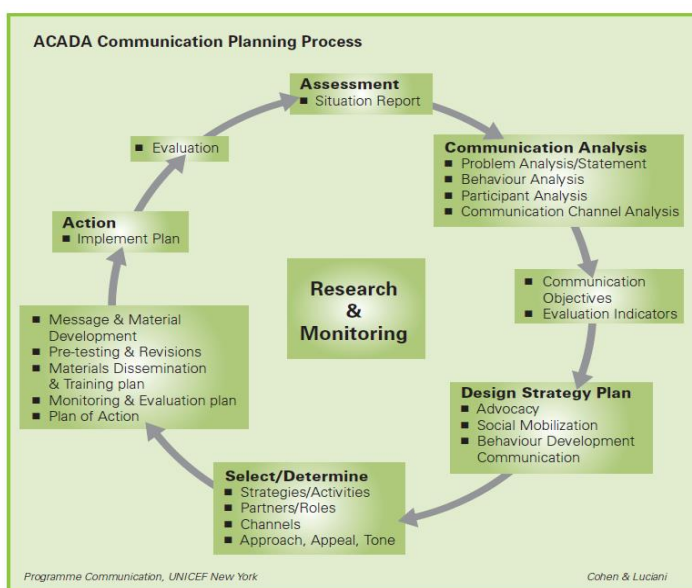 ACADA Communication Planning Process
Assessment
■ Situation Report
Communication Analysis
■ Problem Analysis/Statement
■ Behaviour Analysis
■ Participant Analysis
■ Communication Channel Analysis
■ Communication
Objectives
■ Evaluation Indicators
Design Strategy Plan
■ Advocacy
■ Social Mobilization
■ Behaviour Development
Communication
Select/Determine
■ Strategies/Activities
■ Partners/Roles
■ Channels
■ Approach, Appeal, Tone
■ Message & Material
Development
■ Pre-testing & Revisions
■ Materials Dissemination
& Training plan
■ Monitoring & Evaluation plan
■ Plan of Action
Action
■ Implement Plan
■ Evaluation
Research
&
Monitoring
Programme Communication, UNICEF New York
Cohen & Luciani